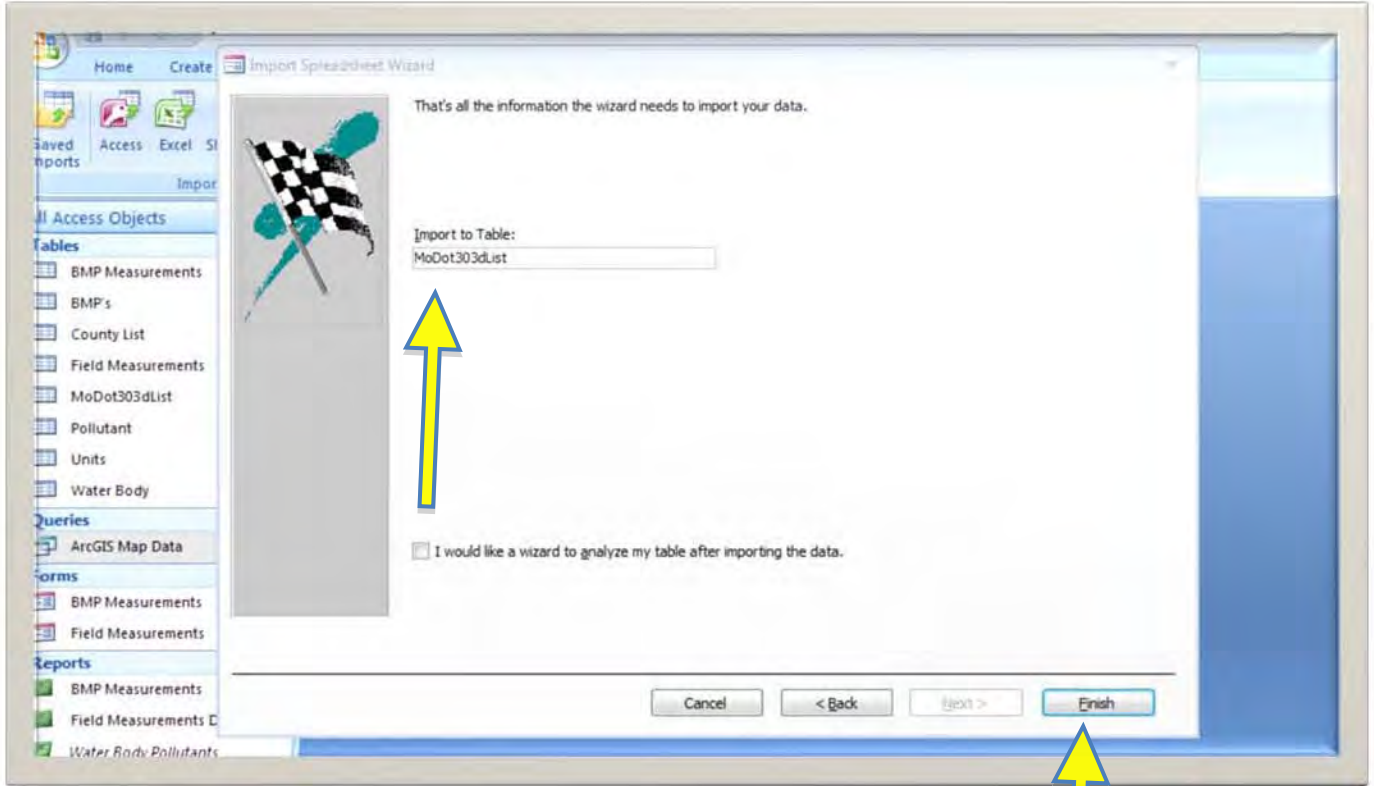 Home Create
Import Spreadsheet Wizard
Access Excel
All Access Objects
Tables
BMP Measurements
BMP's
County List
Field Measurements
MoDot303dList
Pollutant
Units
Water Body
Queries
ArcGIS Map Data
Forms
BMP Measurements
Field Measurements
Reports
BMP Measurements
Field Measurements D
Water Body Pollutants
That's all the information the wizard needs to import your data.
Import to Table:
MoDot303dList
I would like a wizard to analyze my table after importing the data.
Cancel < Back Next > Finish